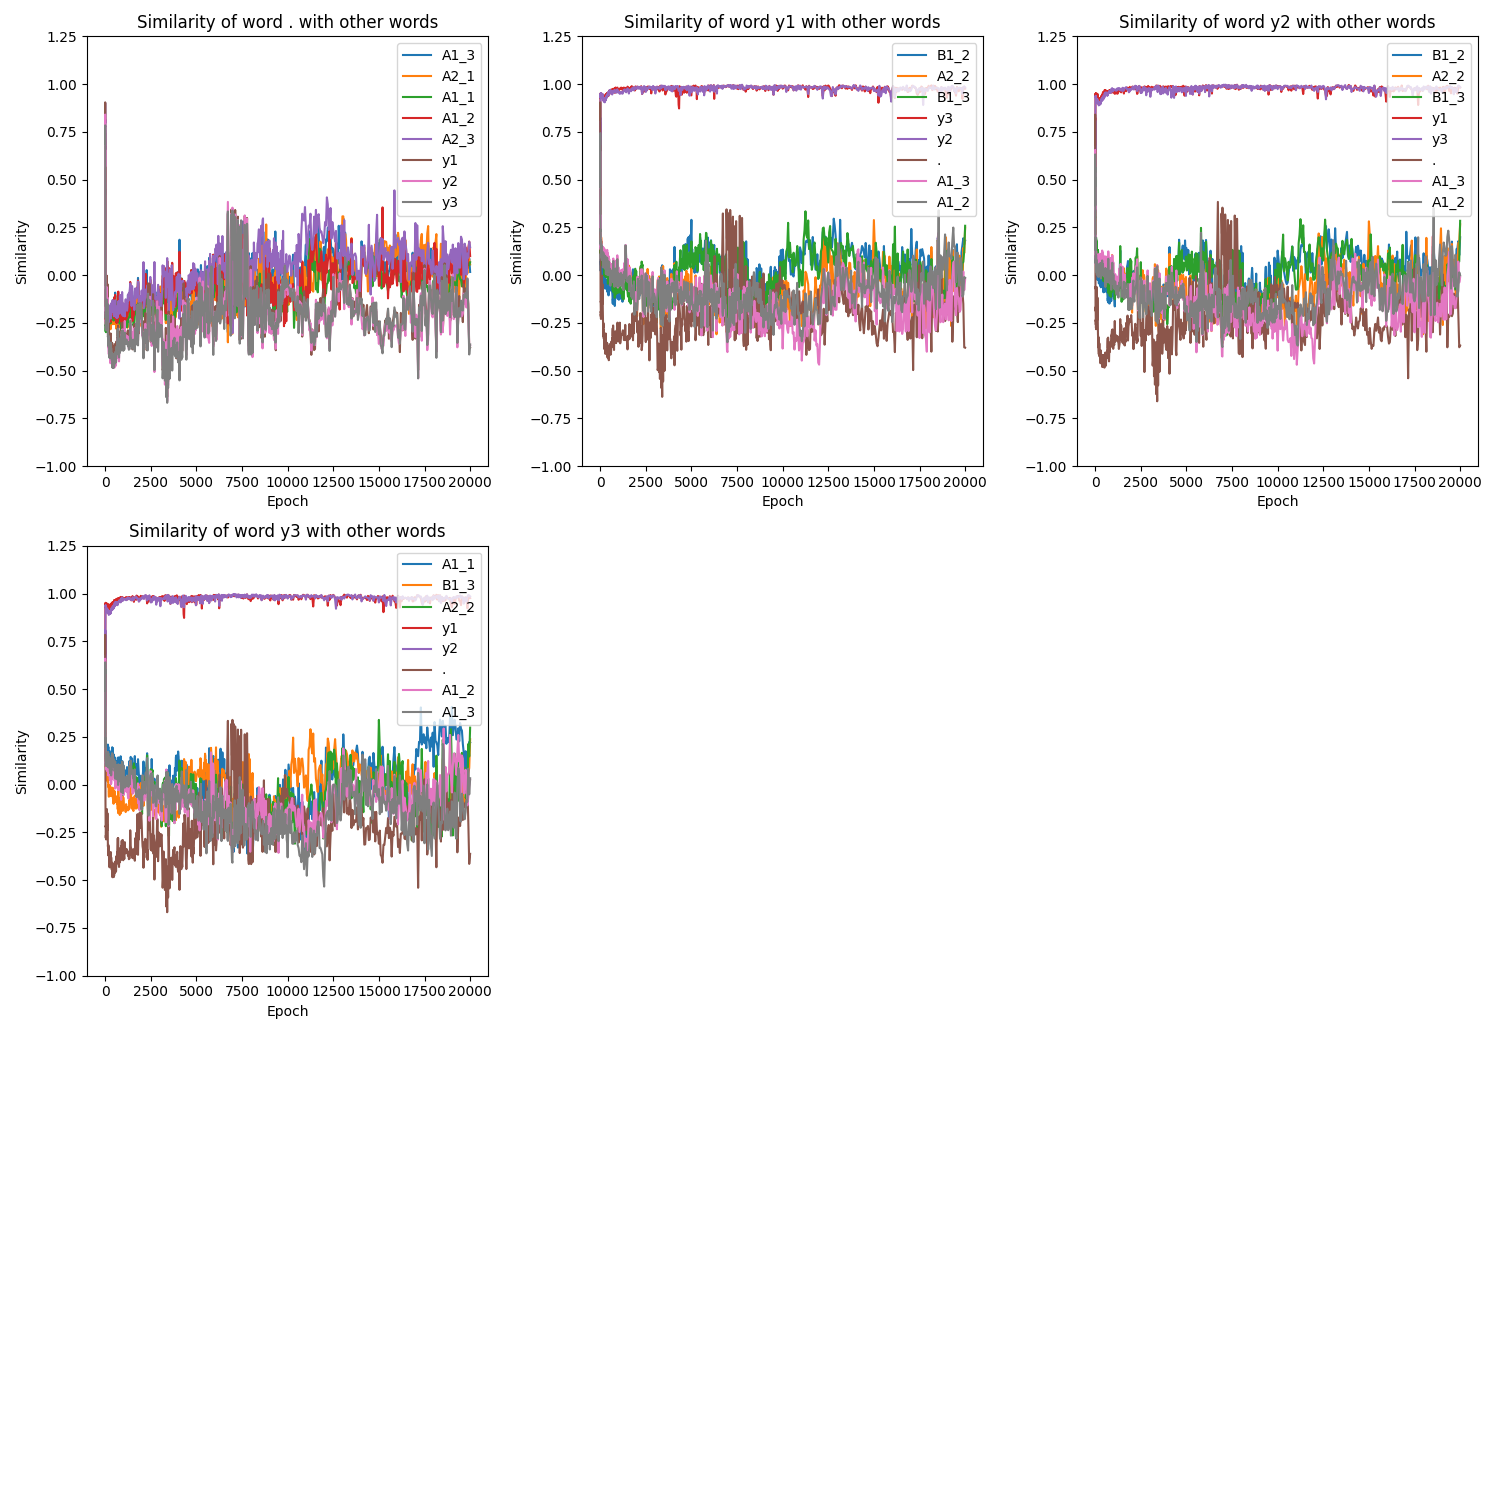 Similarity of word . with other words
1.25
1.00
0.75
0.50
0.25
0.00
−0.25
−0.50
−0.75
−1.00
Similarity
0 2500 5000 7500 10000 12500 15000 17500 20000
Epoch
A1_3
A2_1
A1_1
A1_2
A2_3
y1
y2
y3
Similarity of word y1 with other words
1.25
1.00
0.75
0.50
0.25
0.00
−0.25
−0.50
−0.75
−1.00
Similarity
0 2500 5000 7500 10000 12500 15000 17500 20000
Epoch
B1_2
A2_2
B1_3
y3
y2
.
A1_3
A1_2
Similarity of word y2 with other words
1.25
1.00
0.75
0.50
0.25
0.00
−0.25
−0.50
−0.75
−1.00
Similarity
0 2500 5000 7500 10000 12500 15000 17500 20000
Epoch
B1_2
A2_2
B1_3
y1
y3
.
A1_3
A1_2
Similarity of word y3 with other words
1.25
1.00
0.75
0.50
0.25
0.00
−0.25
−0.50
−0.75
−1.00
Similarity
0 2500 5000 7500 10000 12500 15000 17500 20000
Epoch
A1_1
B1_3
A2_2
y1
y2
.
A1_2
A1_3